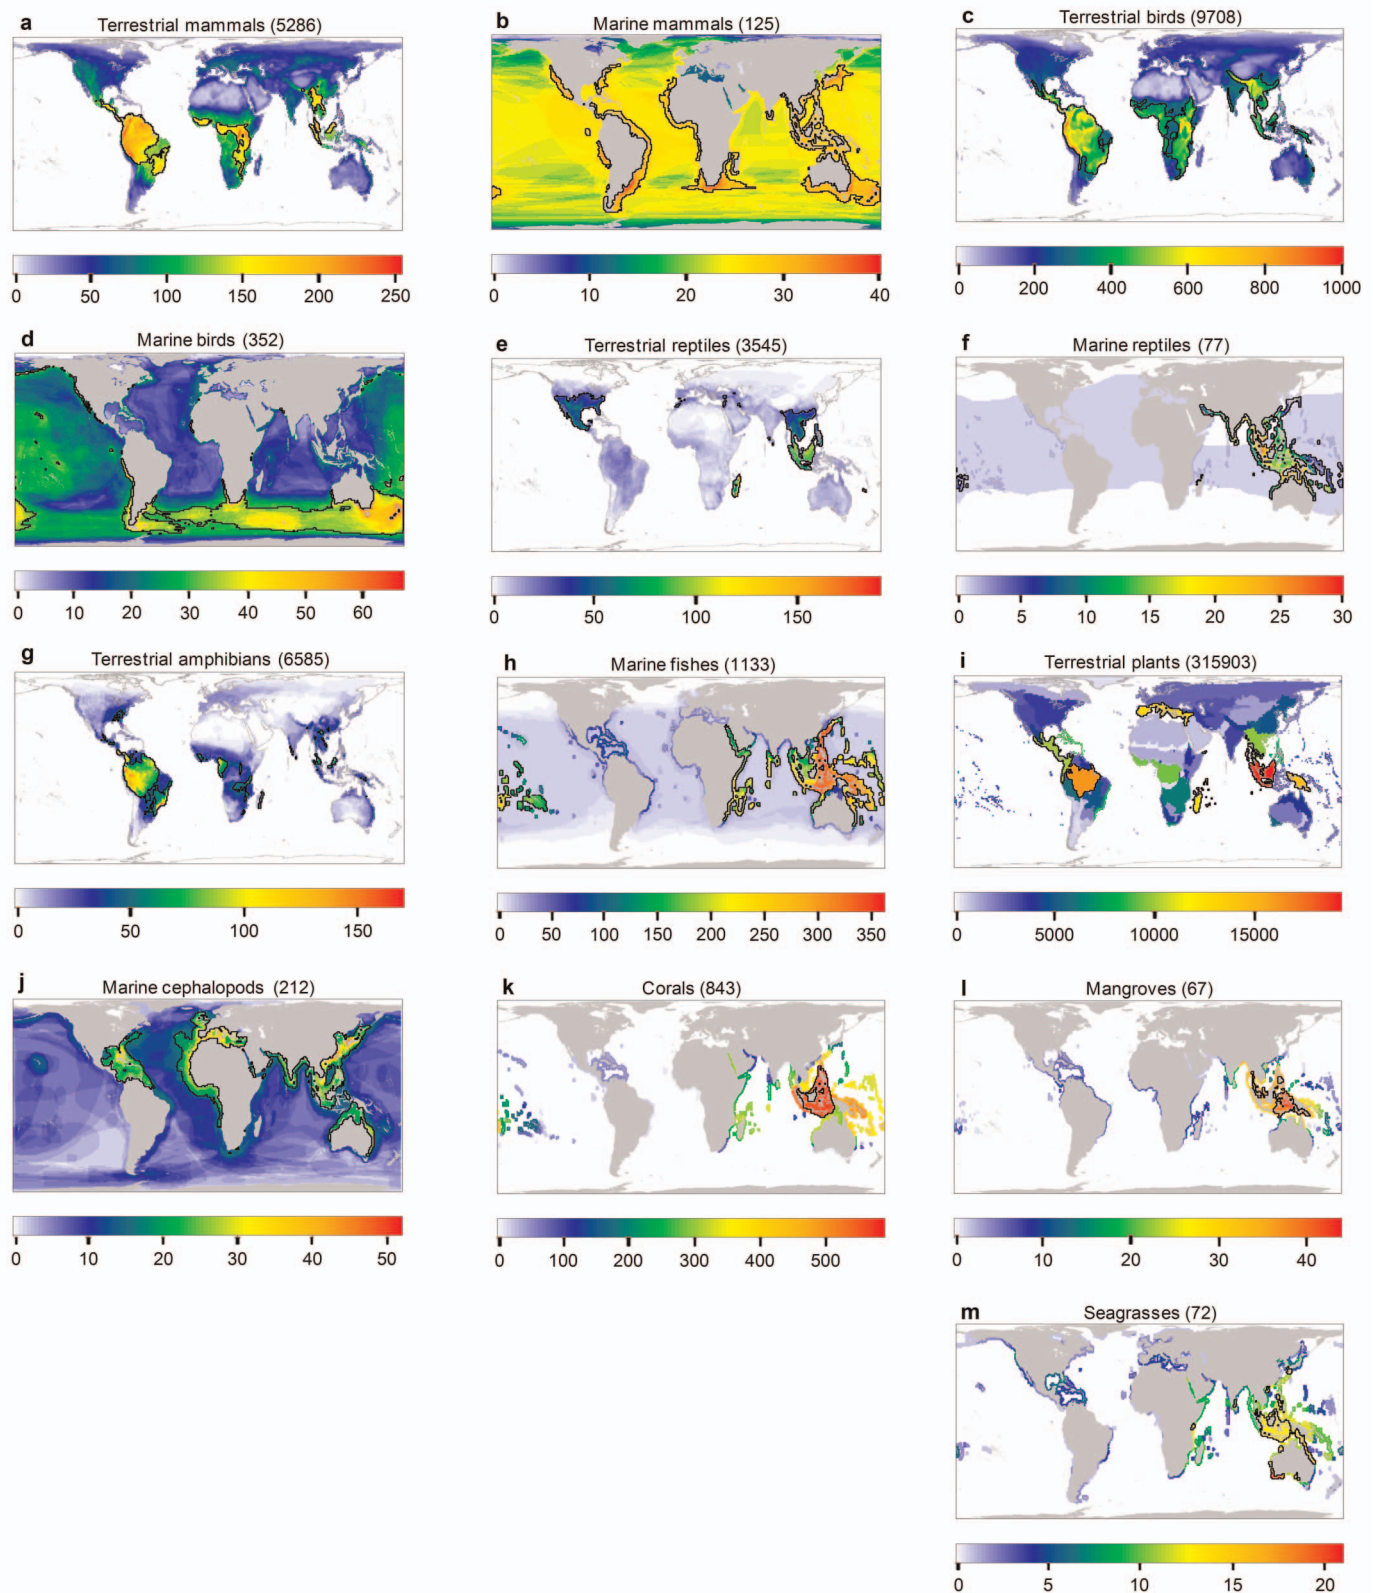 a Terrestrial mammals (5286)
0 50 100 150 200 250
b Marine mammals (125)
0 10 20 30 40
c Terrestrial birds (9708)
0 200 400 600 800 1000
d Marine birds (352)
0 10 20 30 40 50 60
e Terrestrial reptiles (3545)
0 50 100 150
f Marine reptiles (77)
0 5 10 15 20 25 30
g Terrestrial amphibians (6585)
0 50 100 150
h Marine fishes (1133)
0 50 100 150 200 250 300 350
i Terrestrial plants (315903)
0 5000 10000 15000
j Marine cephalopods (212)
0 10 20 30 40 50
k Corals (843)
0 100 200 300 400 500
l Mangroves (67)
0 10 20 30 40
m Seagrasses (72)
0 5 10 15 20